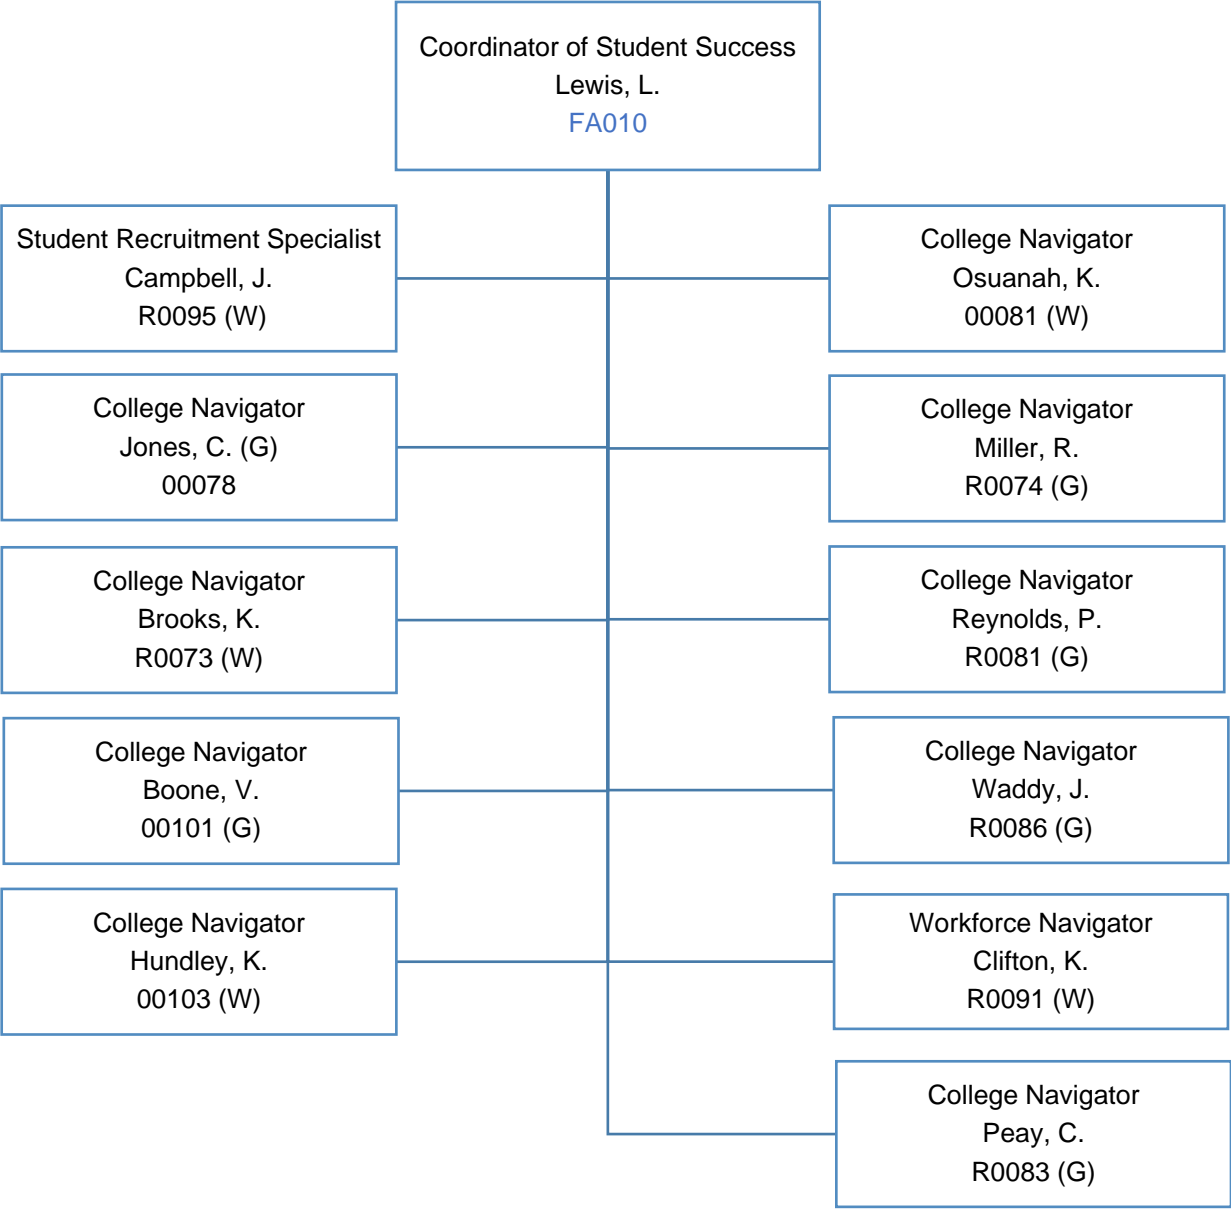 Coordinator of Student Success
Lewis, L.
FA010
Student Recruitment Specialist
Campbell, J.
R0095 (W)
College Navigator
Osuanah, K.
00081 (W)
College Navigator
Jones, C. (G)
00078
College Navigator
Miller, R.
R0074 (G)
College Navigator
Brooks, K.
R0073 (W)
College Navigator
Reynolds, P.
R0081 (G)
College Navigator
Boone, V.
00101 (G)
College Navigator
Waddy, J.
R0086 (G)
College Navigator
Hundley, K.
00103 (W)
Workforce Navigator
Clifton, K.
R0091 (W)
College Navigator
Peay, C.
R0083 (G)